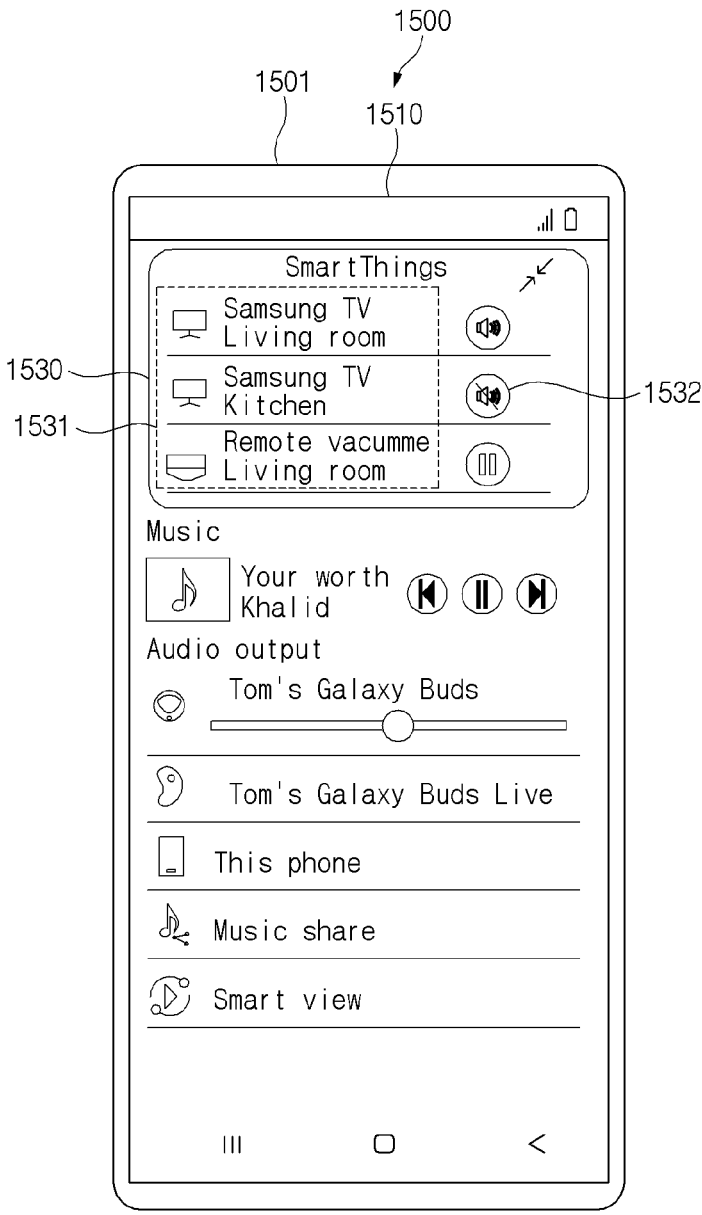 1500
1501
1510
SmartThings
Samsung TV
Living room
1530
Samsung TV
Kitchen
1532
1531
Remote vacumme
Living room
Music
Your worth
Khalid
Audio output
Tom's Galaxy Buds
Tom's Galaxy Buds Live
This phone
Music share
Smart view